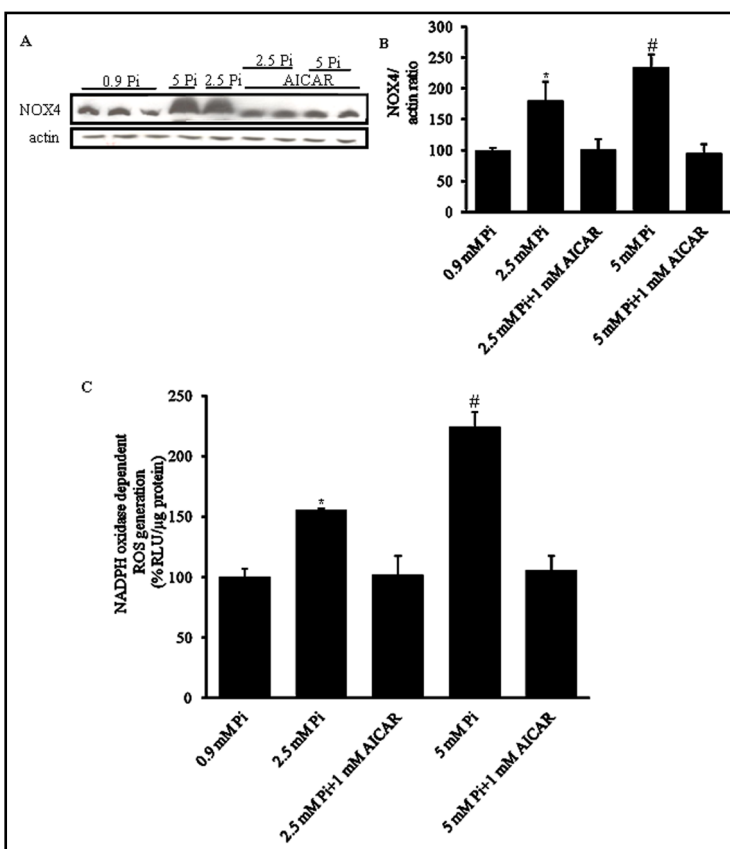 A
2.5 Pi 5 Pi
0.9 Pi 5 Pi 2.5 Pi AICAR
NOX4
actin
B
NOX4/
actin ratio
300
250
200
150
100
50
0
*
#
0.9 mM Pi
2.5 mM Pi
2.5 mM Pi+1 mM AICAR
5 mM Pi
5 mM Pi+1 mM AICAR
C
NADPH oxidase dependent
ROS generation
(% RLU/µg protein)
250
200
150
100
50
0
*
#
0.9 mM Pi
2.5 mM Pi
2.5 mM Pi+1 mM AICAR
5 mM Pi
5 mM Pi+1 mM AICAR